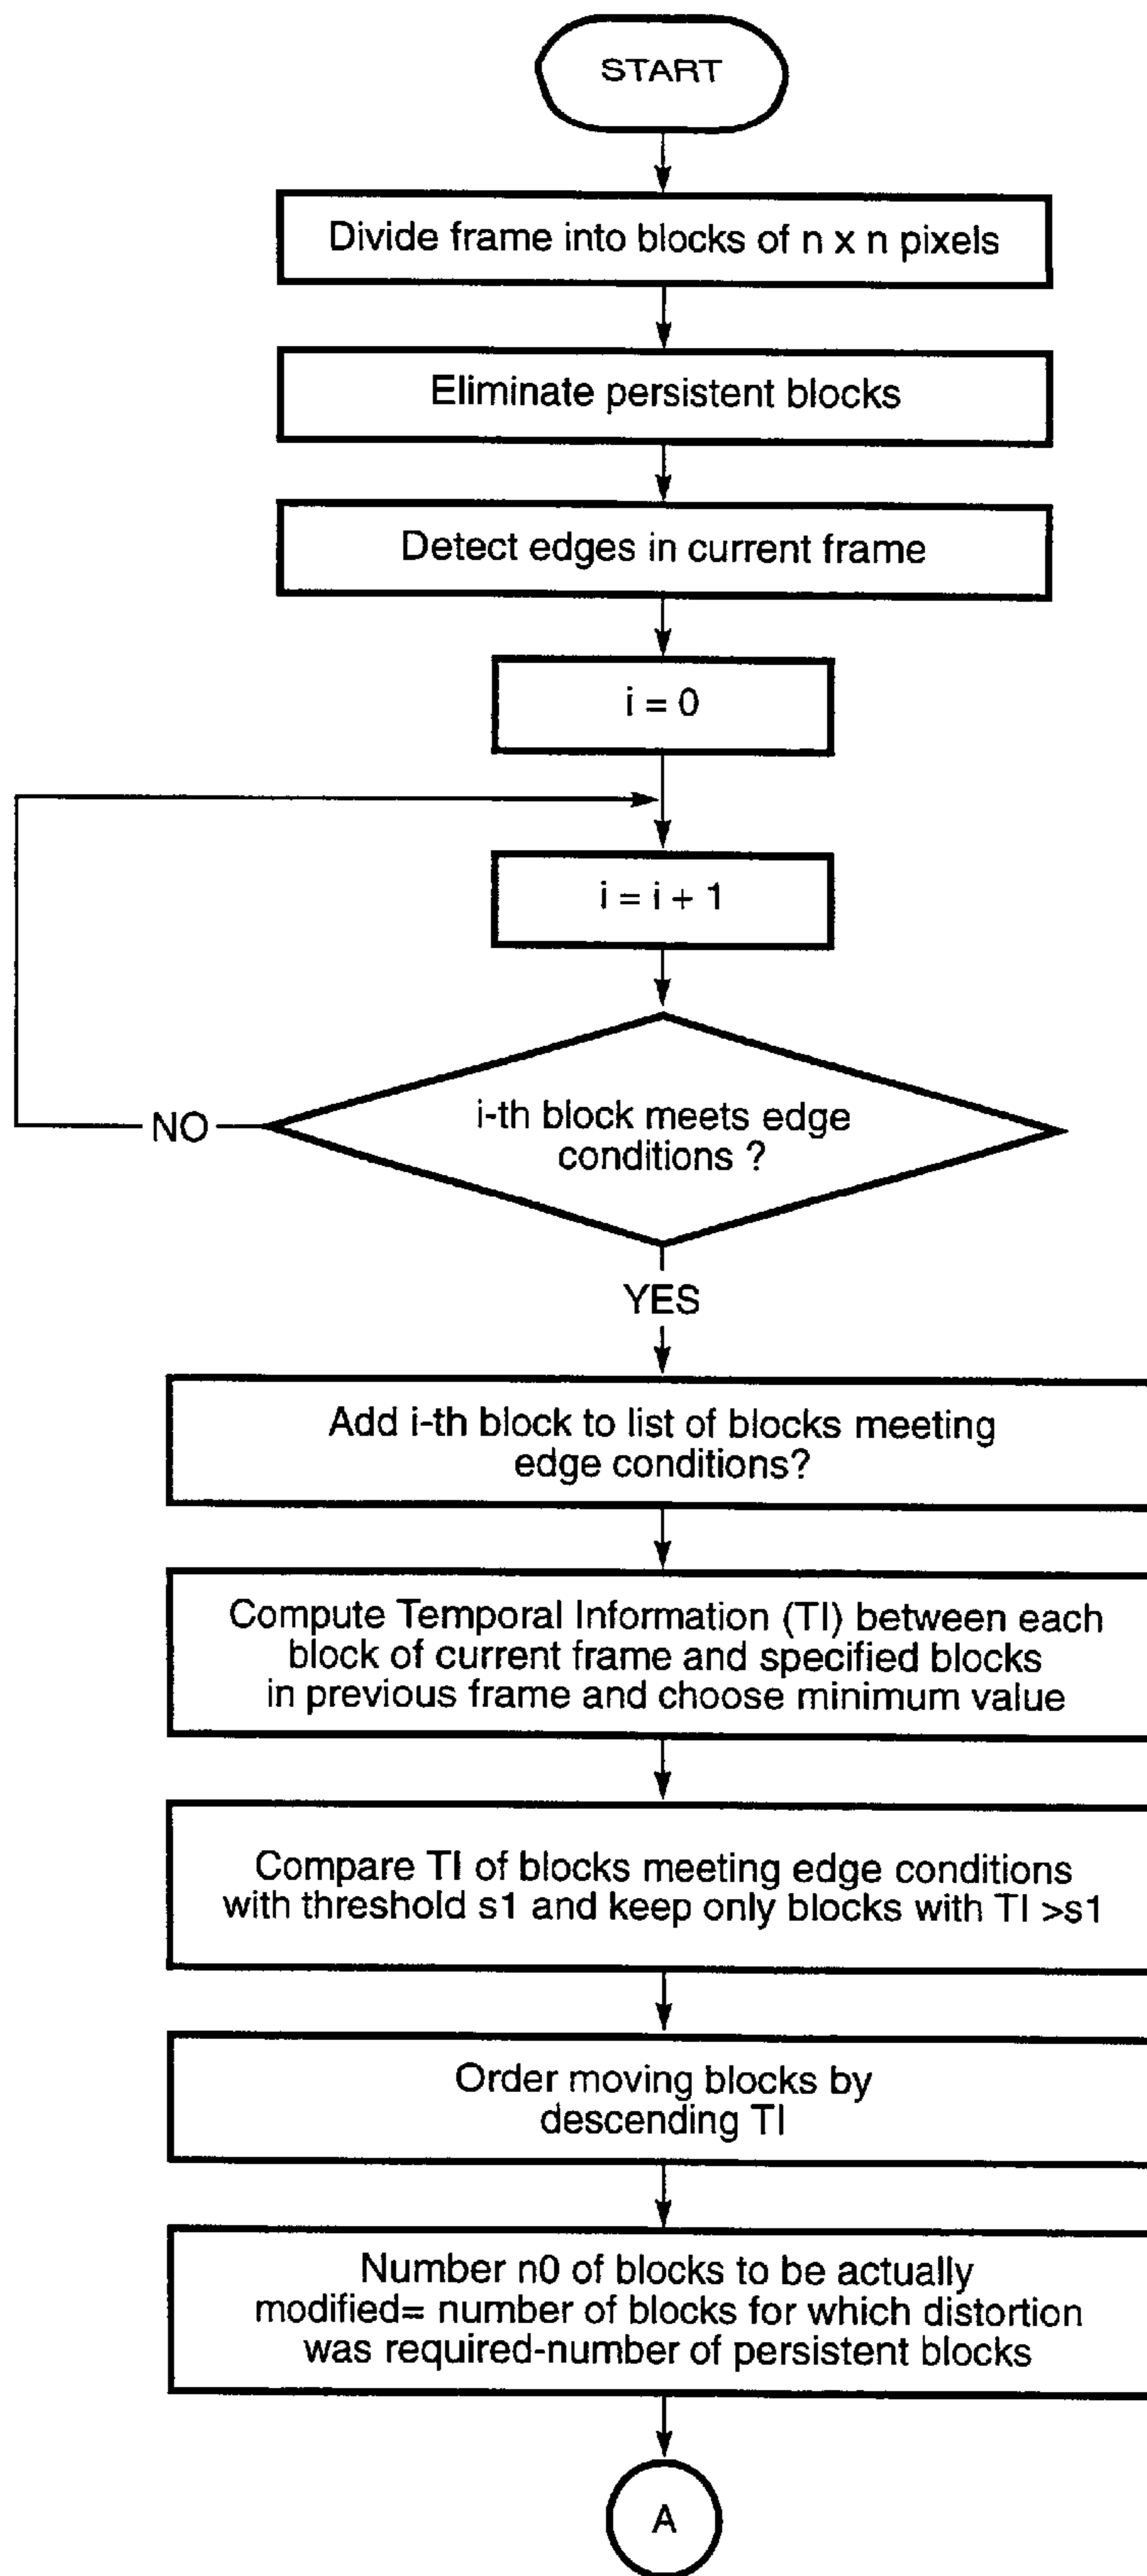 START
Divide frame into blocks of n x n pixels
Eliminate persistent blocks
Detect edges in current frame
i = 0
i = i + 1
i-th block meets edge
conditions ?
NO
YES
Add i-th block to list of blocks meeting
edge conditions?
Compute Temporal Information (TI) between each
block of current frame and specified blocks
in previous frame and choose minimum value
Compare TI of blocks meeting edge conditions
with threshold s1 and keep only blocks with TI >s1
Order moving blocks by
descending TI
Number n0 of blocks to be actually
modified= number of blocks for which distortion
was required-number of persistent blocks
A